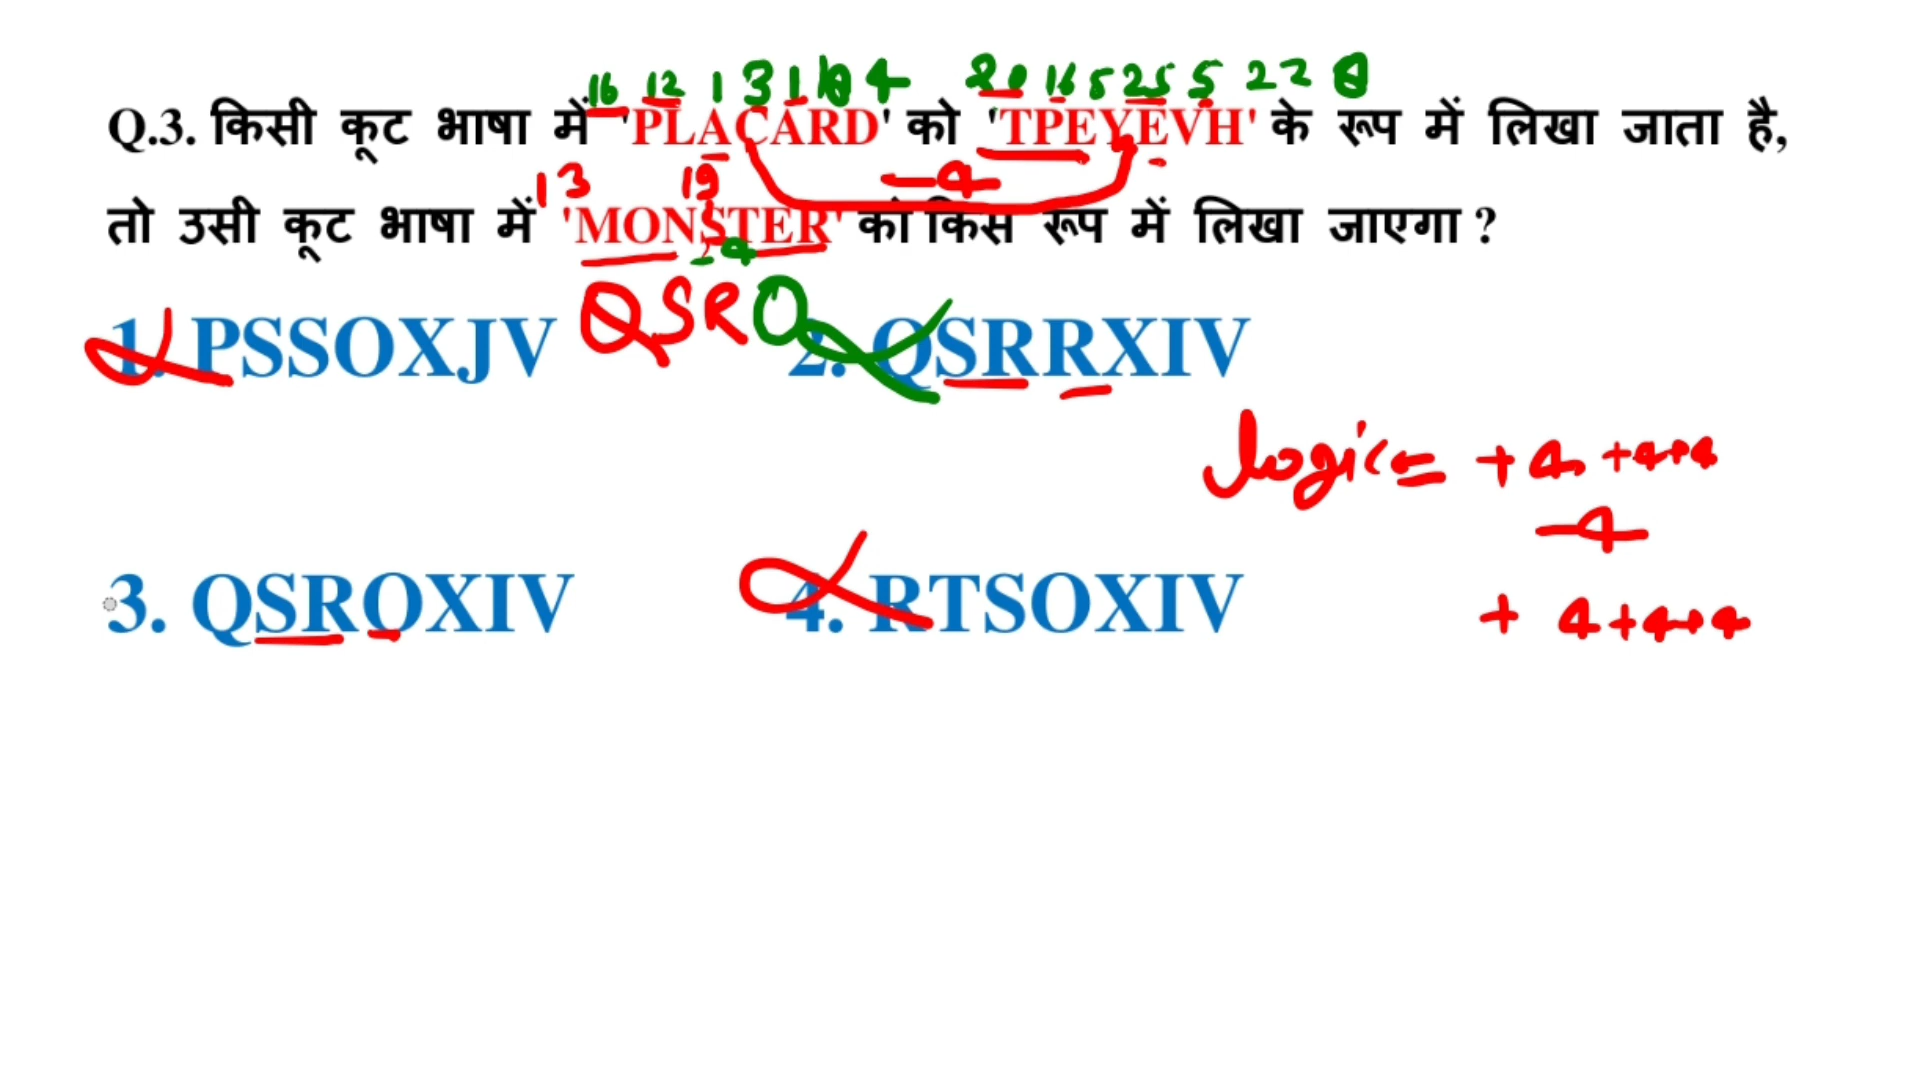 16 12 1 3 1 18 4 20 16 5 25 5 22 8
Q.3. किसी कूट भाषा में 'PLACARD' को 'TPEYEVH' के रूप में लिखा जाता है,
13 19 -4
तो उसी कूट भाषा में 'MONSTER' को किस रूप में लिखा जाएगा ?
-4
QSRO
1. PSSOXJV 2. QSRRXIV
logic = +4 +4+4
-4
3. QSROXIV 4. RTSOXIV
+ 4+4+4